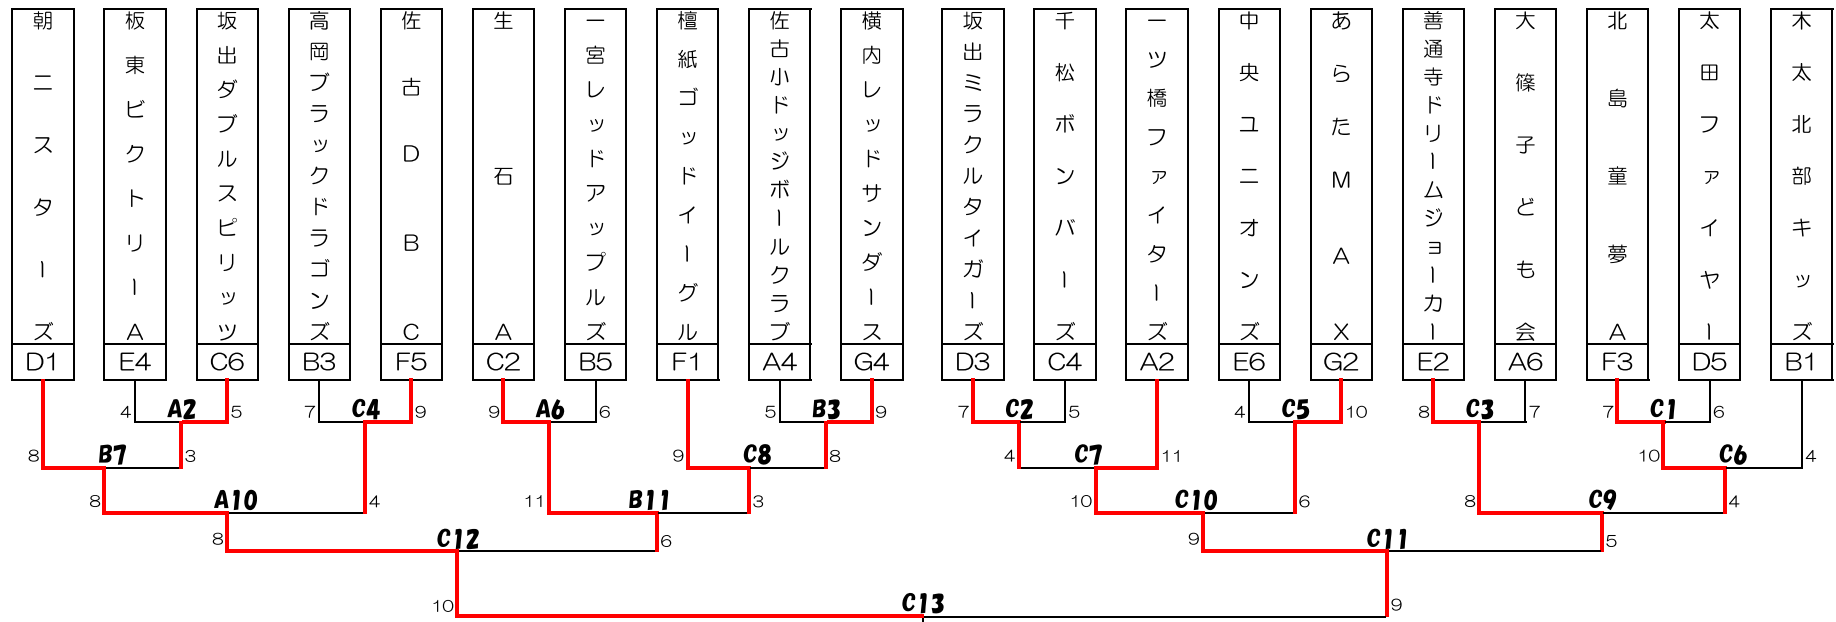 朝ニスターズ
板東ビクトリーA
坂出ダブルスピリッツ
高岡ブラックドラゴンズ
佐古DBC
生石A
一宮レッドアップルズ
檀紙ゴッドイーグル
佐古小ドッジボールクラブ
横内レッドサンダース
坂出ミラクルタイガーズ
千松ボンバーズ
一ツ橋ファイターズ
中央ユニオンズ
あらたMAX
善通寺ドリームジョーカー
大篠子ども会
北島童夢A
太田ファイヤー
木太北部キッズ
D1 E4 C6 B3 F5 C2 B5 F1 A4 G4 D3 C4 A2 E6 G2 E2 A6 F3 D5 B1
4 A2 5 7 C4 9 9 A6 6 5 B3 9 7 C2 5 4 C5 10 8 C3 7 7 C1 6
8 B7 3 9 C8 8 4 C7 11 10 C6 4
8 A10 4 11 B11 3 10 C10 6 8 C9 4
8 C12 6 9 C11 5
10 C13 9